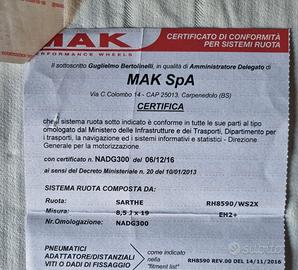 MAK
PERFORMANCE WHEELS
CERTIFICATO DI CONFORMITÀ
PER SISTEMI RUOTA
Il sottoscritto Guglielmo Bertolinelli, in qualità di Amministratore Delegato di
MAK SpA
Via C.Colombo 14 - CAP 25013, Carpenedolo (BS)
CERTIFICA
che il sistema ruota sotto indicato è conforme in tutte le sue parti al tipo
omologato dal Ministero delle Infrastrutture e dei Trasporti, Dipartimento per
i trasporti, la navigazione ed i sistemi informativi e statistici - Direzione
Generale per la motorizzazione.
con certificato n. NADG300 del 06/12/16
ai sensi del Decreto Ministeriale n. 20 del 10/01/2013
SISTEMA RUOTA COMPOSTO DA:
Ruota: SARTHE RH8590/WS2X
Misura: 8,5 J x 19 EH2+
Nr.Omologazione: NADG300
PNEUMATICI
ADATTATORE/DISTANZIALI
VITI O DADI DI FISSAGGIO
come indicato
nella
"fitment list"
RH8590 REV.00 DEL 14/11/2016
subito